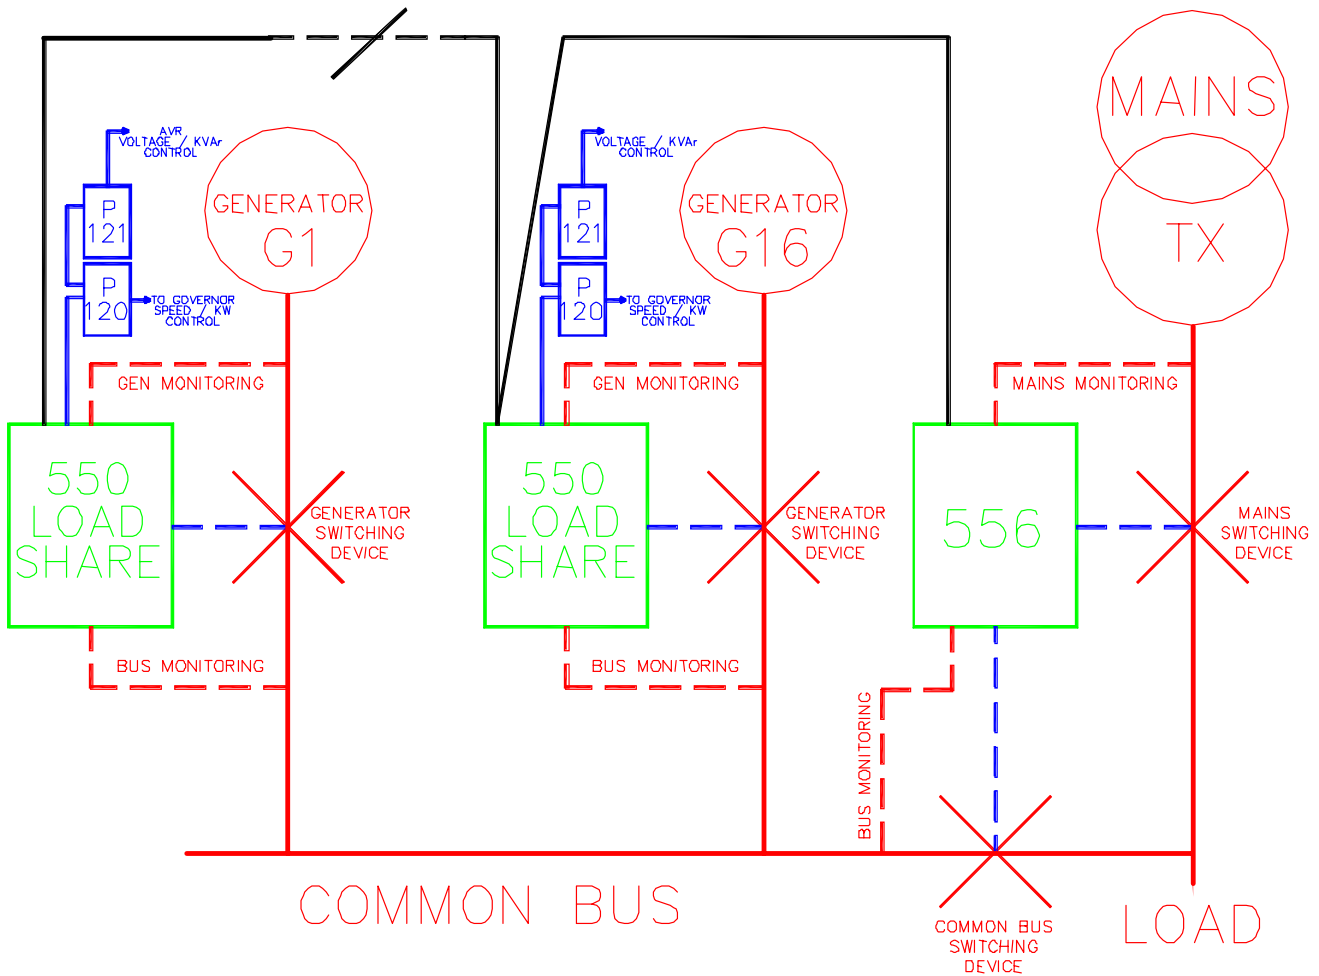 MAINS
TX
AVR
VOLTAGE / KVAr
CONTROL
P
121
P
120
TO GOVERNOR
SPEED / KW
CONTROL
GENERATOR
G1
GEN MONITORING
550
LOAD
SHARE
GENERATOR
SWITCHING
DEVICE
BUS MONITORING
VOLTAGE / KVAr
CONTROL
P
121
P
120
TO GOVERNOR
SPEED / KW
CONTROL
GENERATOR
G16
GEN MONITORING
550
LOAD
SHARE
GENERATOR
SWITCHING
DEVICE
BUS MONITORING
MAINS MONITORING
556
MAINS
SWITCHING
DEVICE
BUS MONITORING
COMMON BUS
COMMON BUS
SWITCHING
DEVICE
LOAD